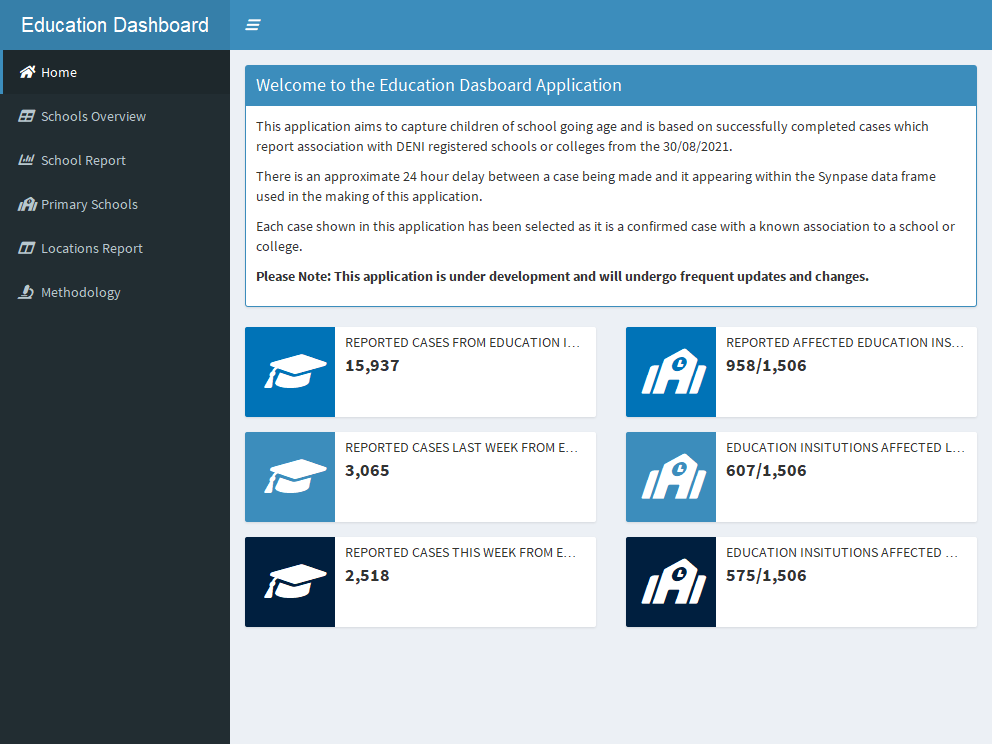 Education Dashboard
Home
Schools Overview
School Report
Primary Schools
Locations Report
Methodology
Welcome to the Education Dasboard Application
This application aims to capture children of school going age and is based on successfully completed cases which
report association with DENI registered schools or colleges from the 30/08/2021.
There is an approximate 24 hour delay between a case being made and it appearing within the Synpase data frame
used in the making of this application.
Each case shown in this application has been selected as it is a confirmed case with a known association to a school or
college.
Please Note: This application is under development and will undergo frequent updates and changes.
REPORTED CASES FROM EDUCATION I...
15,937
REPORTED AFFECTED EDUCATION INS...
958/1,506
REPORTED CASES LAST WEEK FROM E...
3,065
EDUCATION INSITUTIONS AFFECTED L...
607/1,506
REPORTED CASES THIS WEEK FROM E...
2,518
EDUCATION INSITUTIONS AFFECTED ...
575/1,506